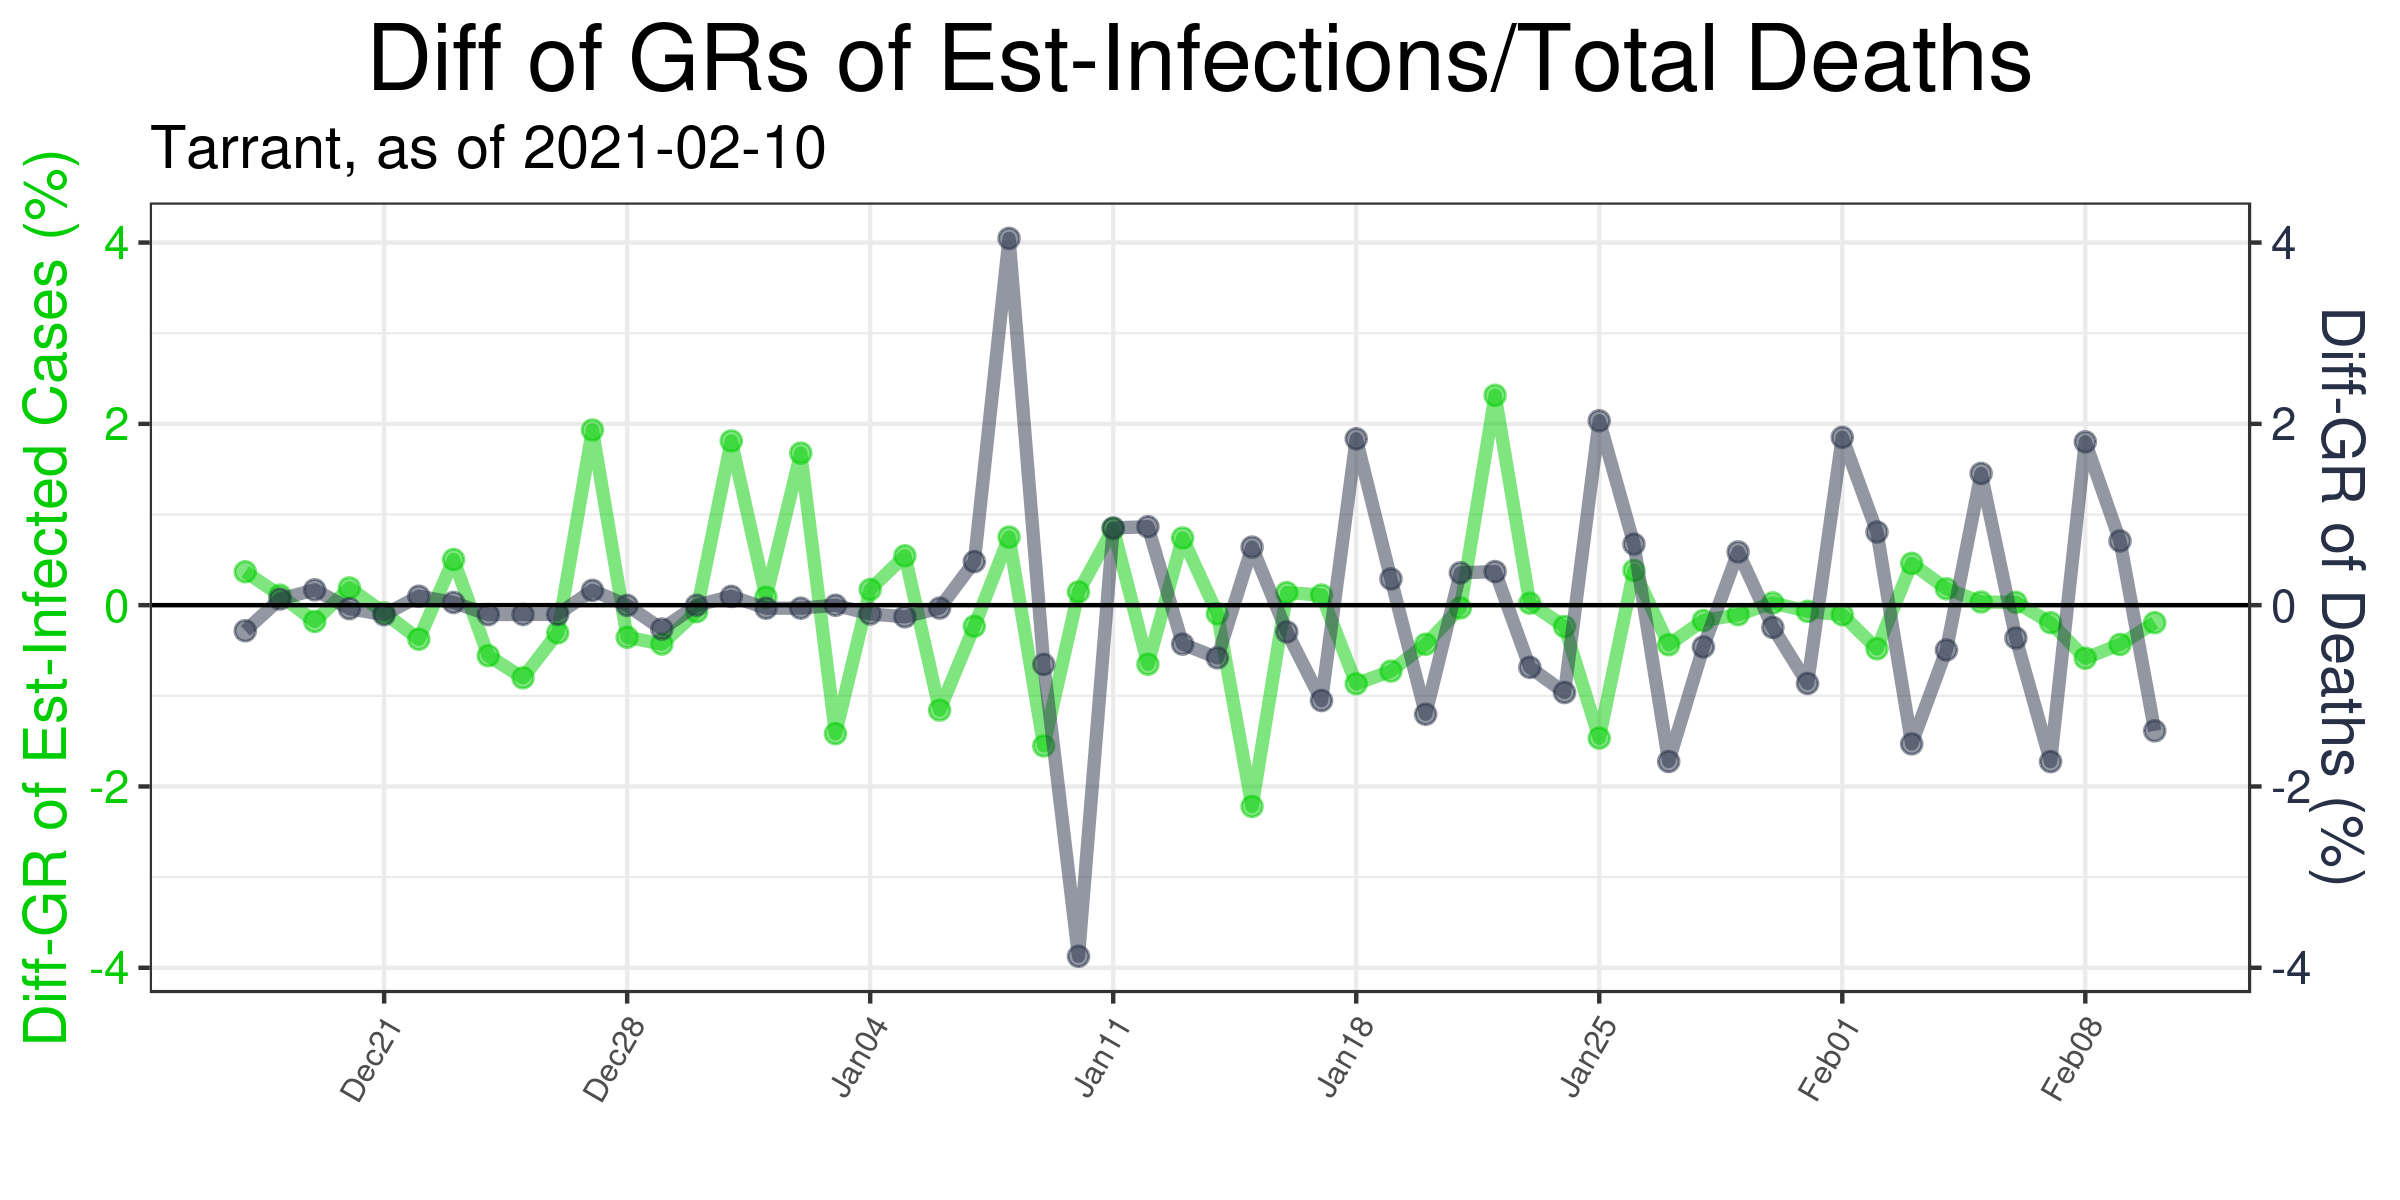 Diff of GRs of Est-Infections/Total Deaths
Tarrant, as of 2021-02-10
Diff-GR of Est-Infected Cases (%)
4
2
0
-2
-4
4
2
0
-2
-4
Diff-GR of Deaths (%)
Dec21
Dec28
Jan04
Jan11
Jan18
Jan25
Feb01
Feb08